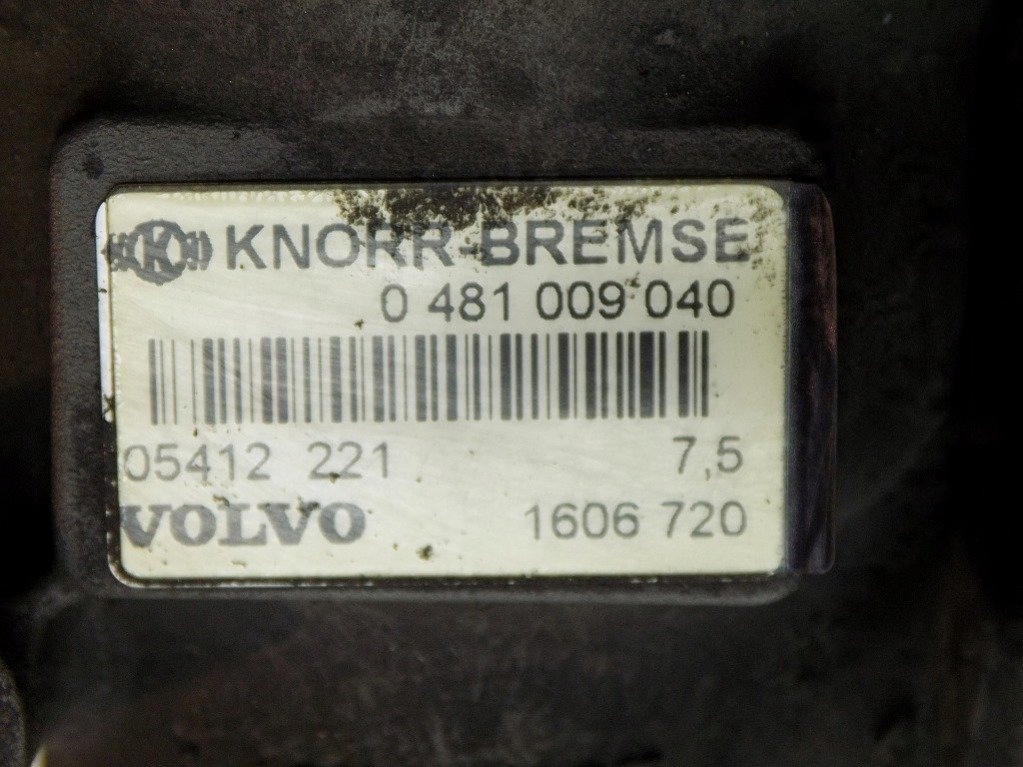 K KNORR-BREMSE
0 481 009 040
05412 221 7,5
VOLVO 1606 720